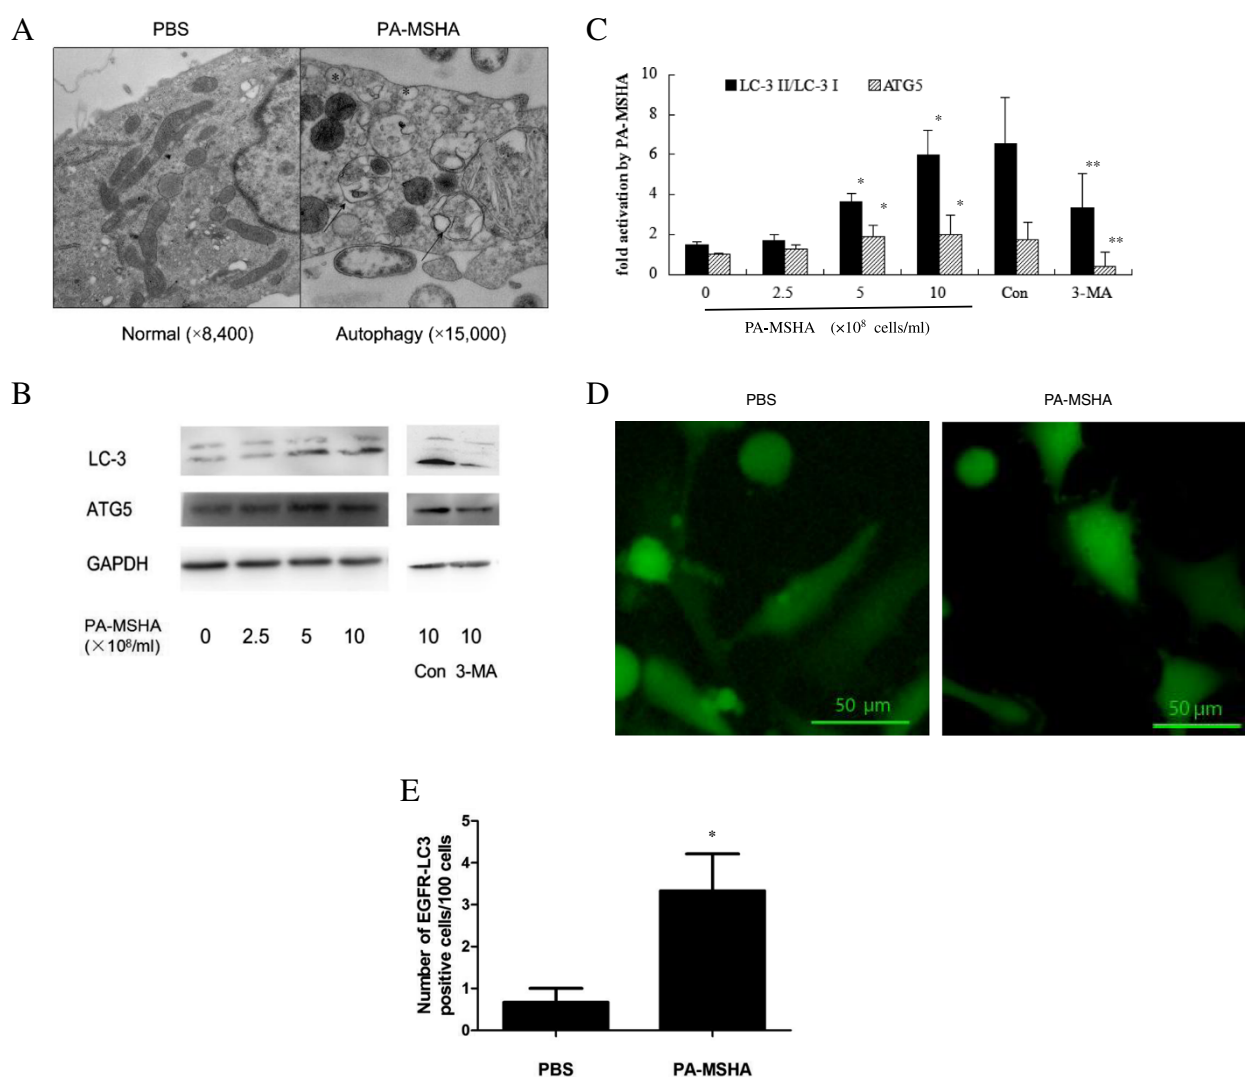 A
PBS
PA-MSHA
*
*
Normal (×8,400)
Autophagy (×15,000)
B
LC-3
ATG5
GAPDH
PA-MSHA
(×10⁸/ml)
0 2.5 5 10 10 10
Con 3-MA
C
fold activation by PA-MSHA
10
8
6
4
2
0
LC-3 II/LC-3 I
ATG5
*
*
*
*
**
**
0 2.5 5 10 Con 3-MA
PA-MSHA (×10⁸ cells/ml)
D
PBS
PA-MSHA
50 µm
50 µm
E
Number of EGFR-LC3
positive cells/100 cells
5
4
3
2
1
0
*
PBS
PA-MSHA